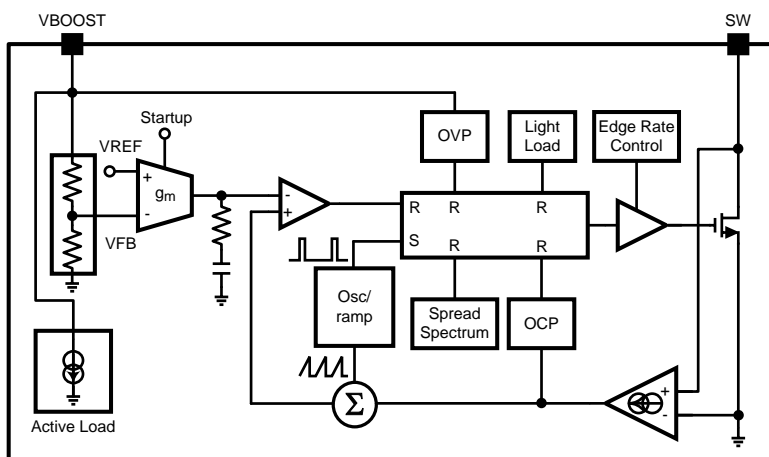 VBOOST
SW
Startup
VREF
+
gm
-
VFB
OVP
Light
Load
Edge Rate
Control
-
+
R
R
R
S
R
R
Osc/
ramp
Spread
Spectrum
OCP
Σ
+
-
Active Load